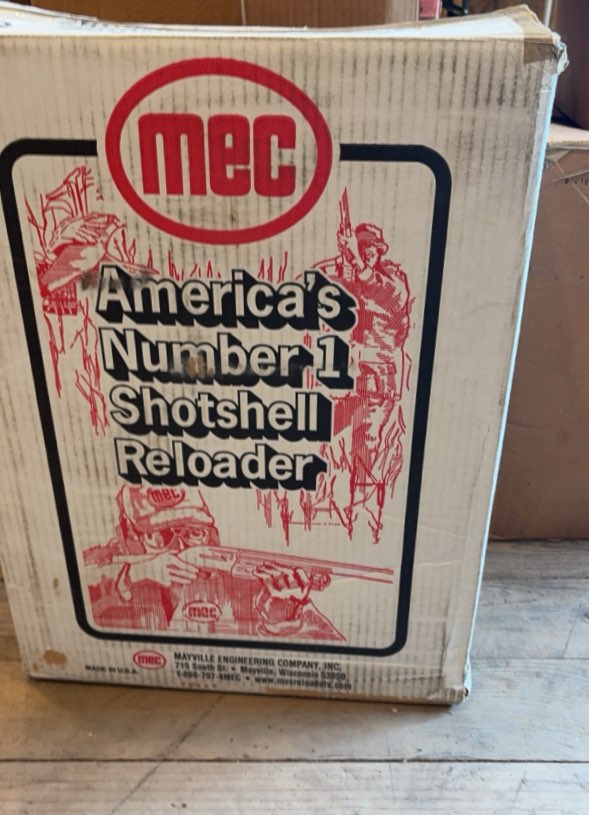 mec
America's
Number 1
Shotshell
Reloader
mec
mec
MADE IN U.S.A.
mec
MAYVILLE ENGINEERING COMPANY, INC.
715 South St. • Mayville, Wisconsin 53050
1-800-797-4MEC • www.mecreloaders.com